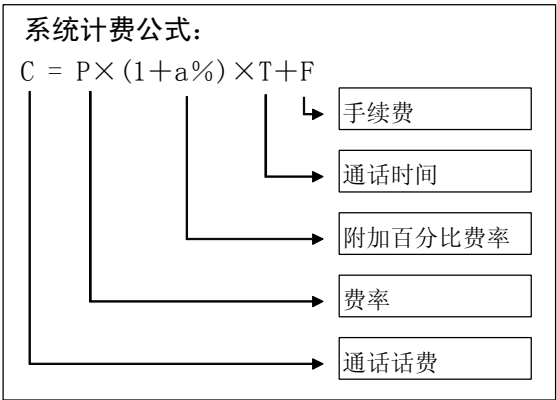 系统计费公式：
C = P×(1＋a%)×T＋F
手续费
通话时间
附加百分比费率
费率
通话话费